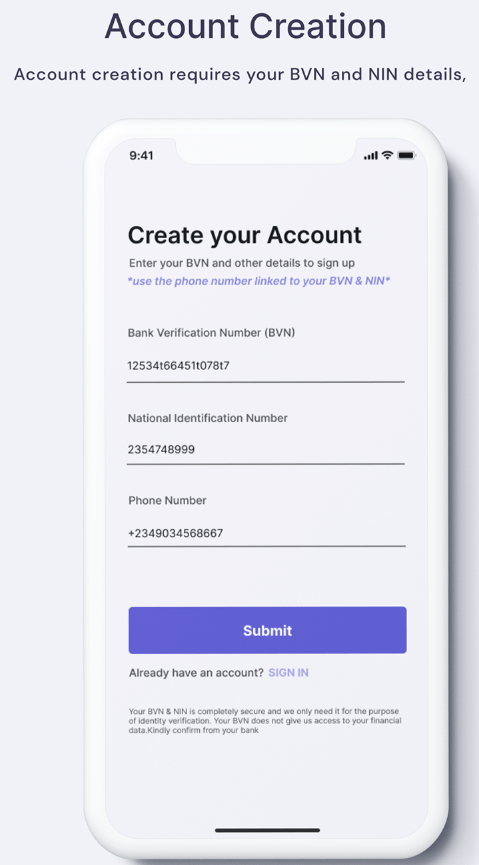 Account Creation
Account creation requires your BVN and NIN details,
9:41
Create your Account
Enter your BVN and other details to sign up
*use the phone number linked to your BVN & NIN*
Bank Verification Number (BVN)
12534t66451t078t7
National Identification Number
2354748999
Phone Number
+2349034568667
Submit
Already have an account? SIGN IN
Your BVN & NIN is completely secure and we only need it for the purpose
of identity verification. Your BVN does not give us access to your financial
data.Kindly confirm from your bank